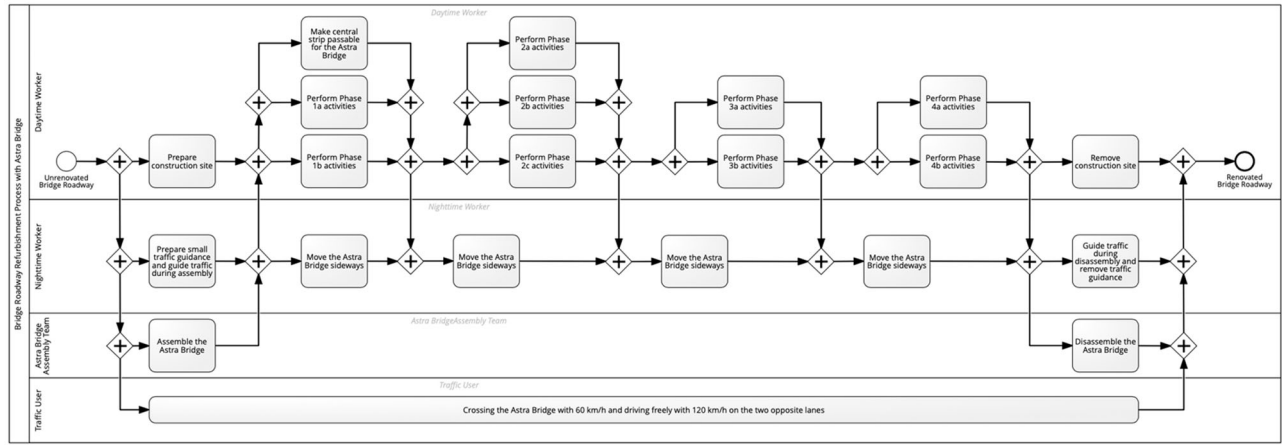 Bridge Roadway Refurbishment Process with Astra Bridge
Daytime Worker
Daytime Worker
Make central
strip passable
for the Astra
Bridge
Perform Phase
1a activities
Perform Phase
1b activities
Perform Phase
2a activities
Perform Phase
2b activities
Perform Phase
2c activities
Perform Phase
3a activities
Perform Phase
3b activities
Perform Phase
4a activities
Perform Phase
4b activities
Unrenovated
Bridge Roadway
Prepare
construction site
Remove
construction site
Renovated
Bridge Roadway
Nighttime Worker
Nighttime Worker
Prepare small
traffic guidance
and guide traffic
during assembly
Move the Astra
Bridge sideways
Move the Astra
Bridge sideways
Move the Astra
Bridge sideways
Move the Astra
Bridge sideways
Guide traffic
during
disassembly and
remove traffic
guidance
Astra Bridge
Assembly Team
Astra BridgeAssembly Team
Assemble the
Astra Bridge
Disassemble the
Astra Bridge
Traffic User
Traffic User
Crossing the Astra Bridge with 60 km/h and driving freely with 120 km/h on the two opposite lanes